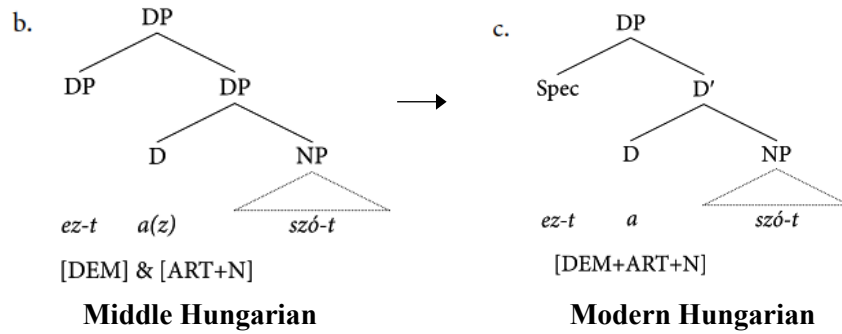 b.
DP
DP DP
D NP
ez-t a(z) szó-t
[DEM] & [ART+N]
Middle Hungarian
c.
DP
Spec D′
D NP
ez-t a szó-t
[DEM+ART+N]
Modern Hungarian